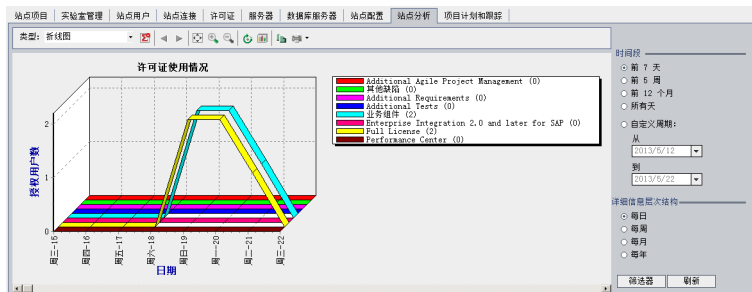 站点项目 实验室管理 站点用户 站点连接 许可证 服务器 数据库服务器 站点配置 站点分析 项目计划和跟踪
类型: 折线图
许可证使用情况
Additional Agile Project Management (0)
其他缺陷 (0)
Additional Requirements (0)
Additional Tests (0)
业务组件 (2)
Enterprise Integration 2.0 and later for SAP (0)
Full License (2)
Performance Center (0)
授权用户数
2
1
0
周三-15
周四-16
周五-17
周六-18
周日-19
周一-20
周二-21
周三-22
日期
时间段
前 7 天
前 5 周
前 12 个月
所有天
自定义周期:
从
2013/5/12
到
2013/5/22
详细信息层次结构
每日
每周
每月
每年
筛选器 刷新